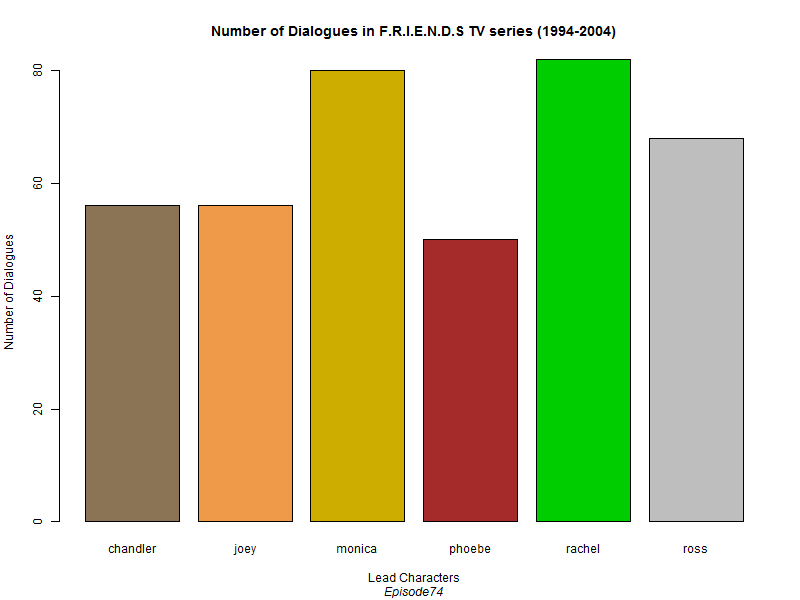 Number of Dialogues in F.R.I.E.N.D.S TV series (1994-2004)
Number of Dialogues
80
60
40
20
0
chandler joey monica phoebe rachel ross
Lead Characters
Episode74